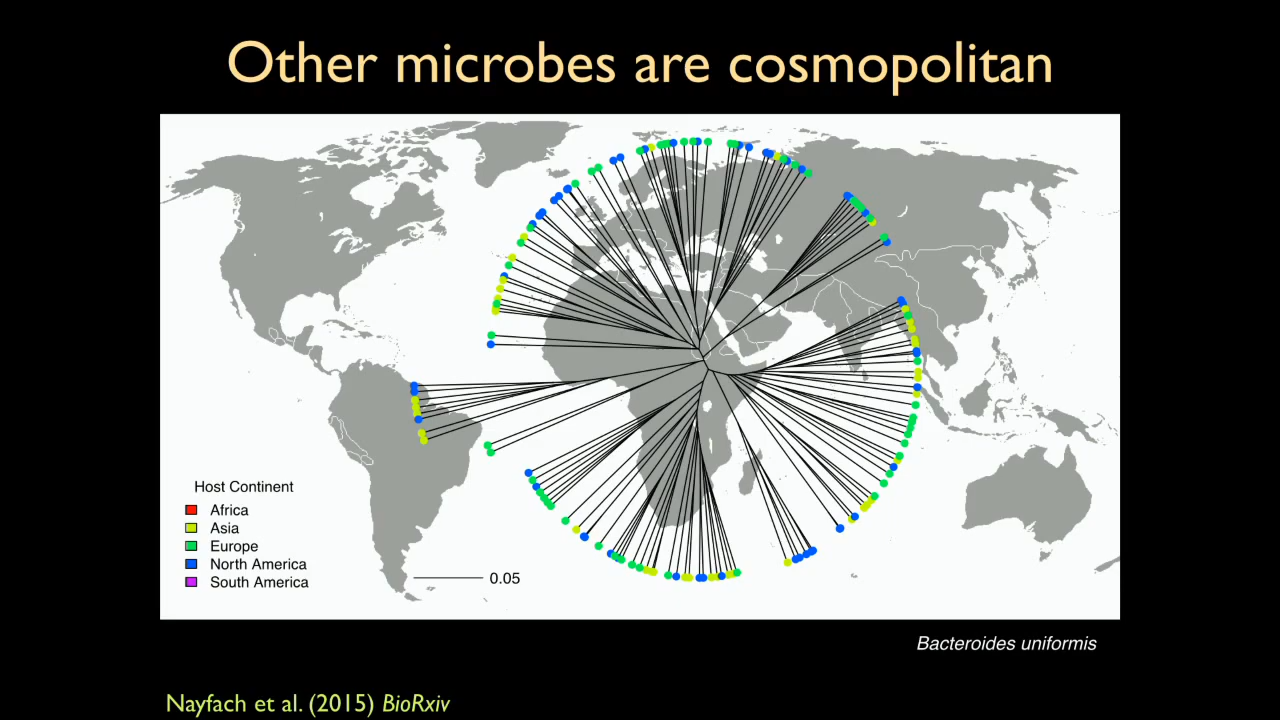 Other microbes are cosmopolitan
Host Continent
Africa
Asia
Europe
North America
South America
0.05
Bacteroides uniformis
Nayfach et al. (2015) BioRxiv